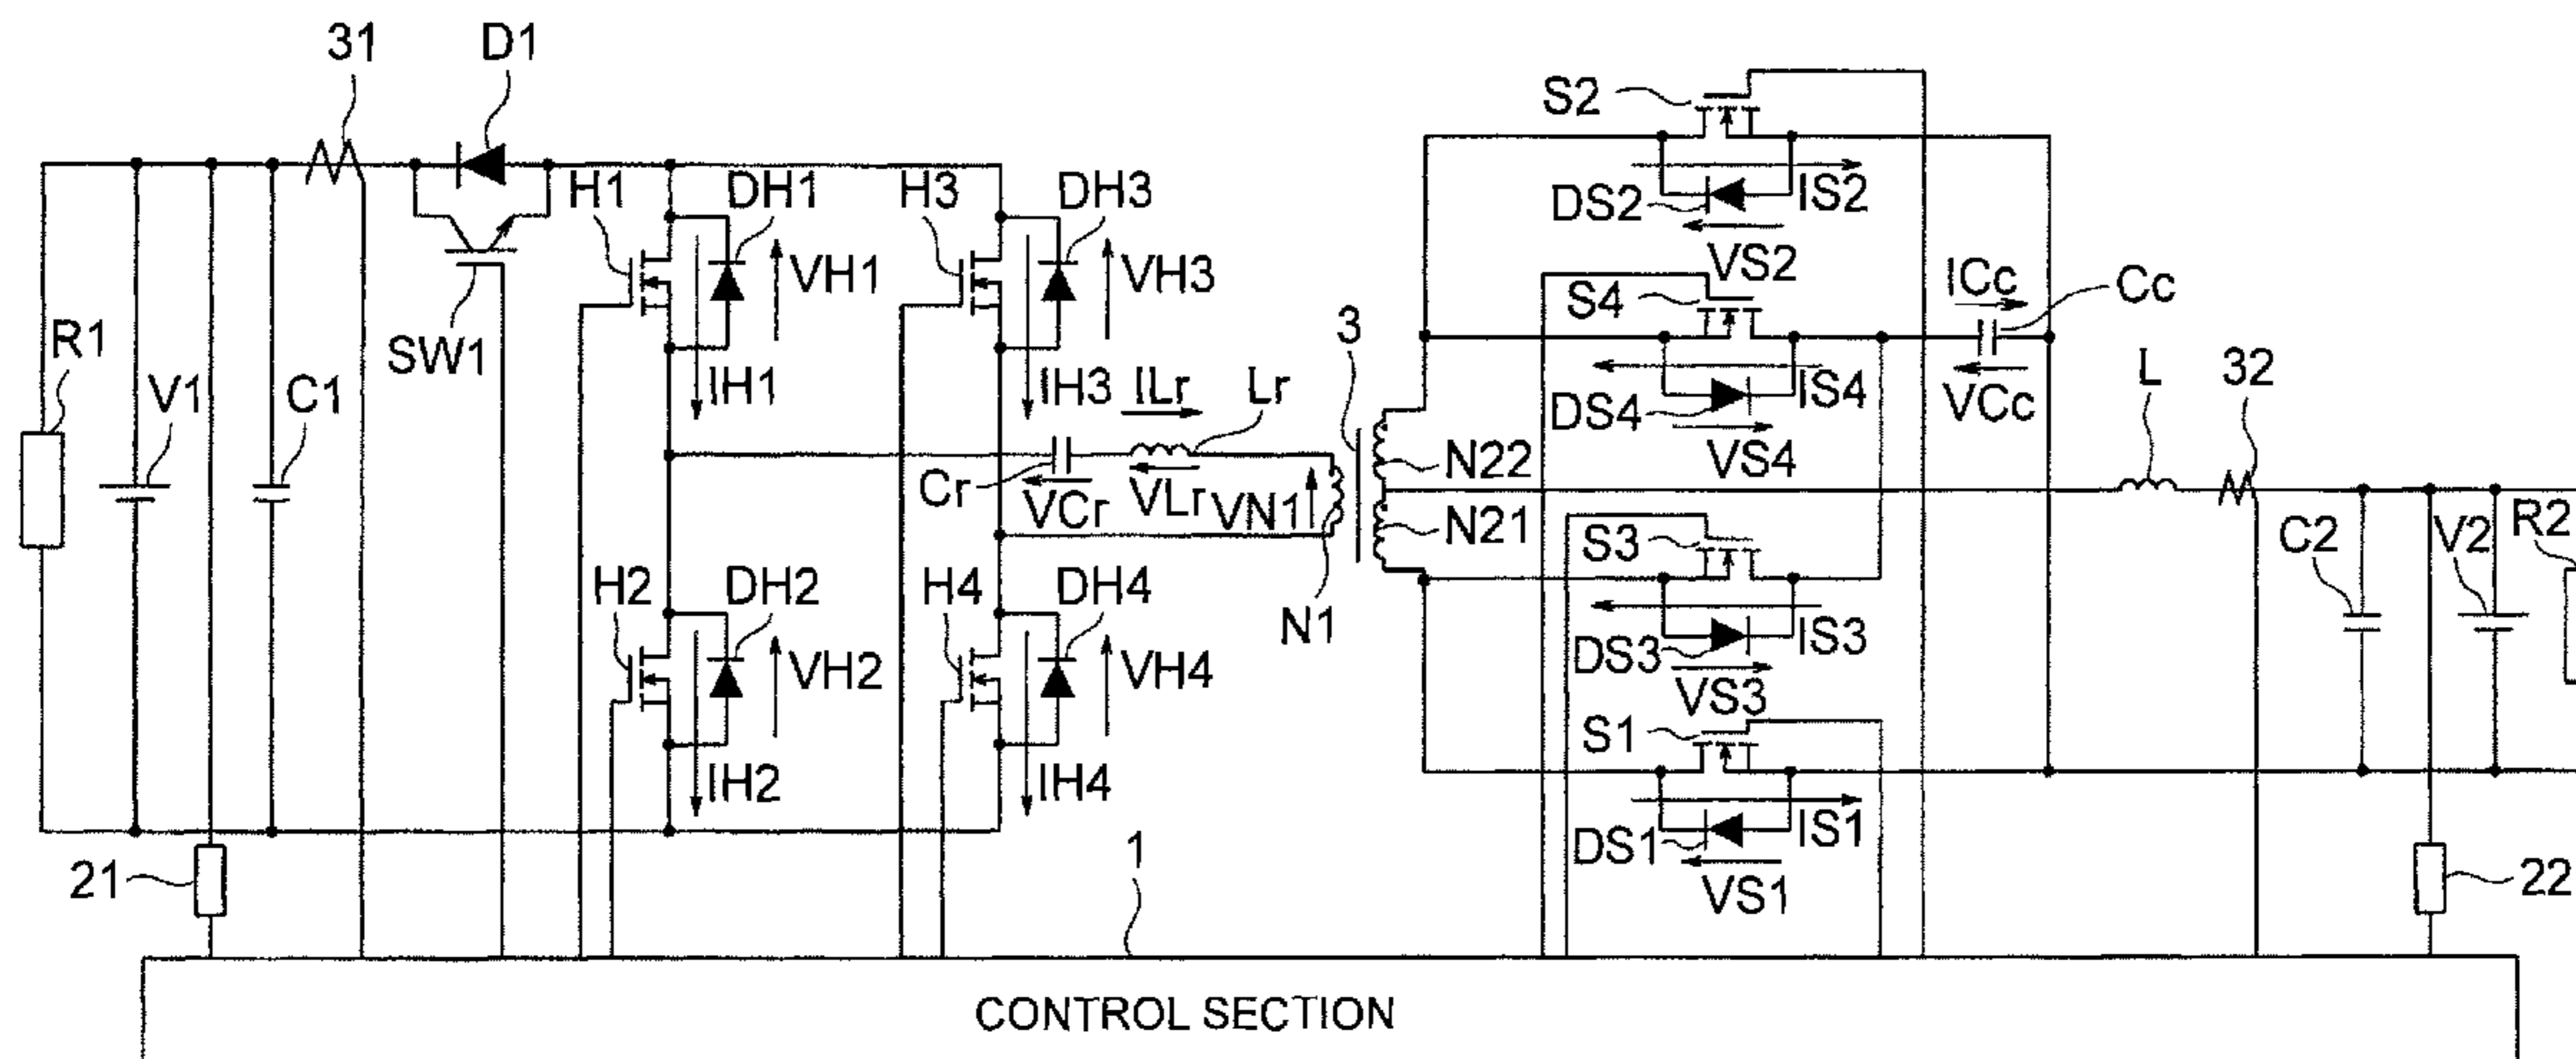 31
D1
S2
H1
DH1
H3
DH3
DS2
IS2
VH1
VH3
VS2
ICc
Cc
S4
R1
SW1
3
V1
C1
IH1
IH3
ILr
Lr
DS4
IS4
VCc
L
32
VS4
Cr
VCr
VLr
VN1
N22
N21
S3
C2
V2
R2
H2
DH2
H4
DH4
N1
DS3
IS3
VH2
VH4
VS3
S1
IH2
IH4
IS1
DS1
21
1
VS1
22
CONTROL SECTION